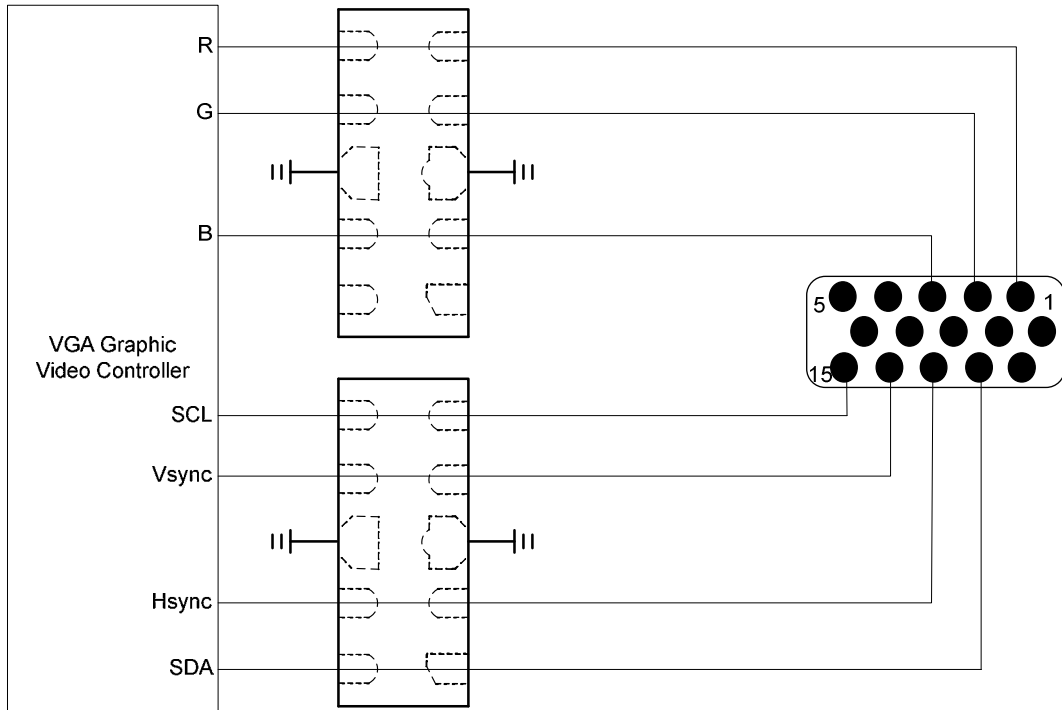 R
G
B
5
1
VGA Graphic
Video Controller
15
SCL
Vsync
Hsync
SDA